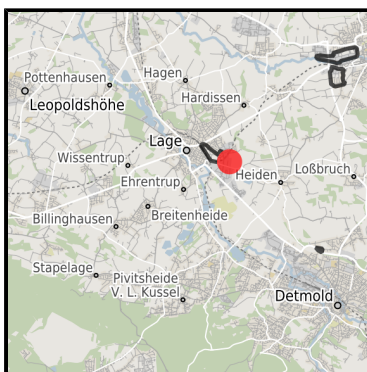 Hagen
Pottenhausen
Leopoldshöhe
Hardissen
Lage
Wissentrup
Heiden
Loßbruch
Ehrentrup
Billinghausen
Breitenheide
Stapelage
Pivitsheide
V. L. Kussel
Detmold